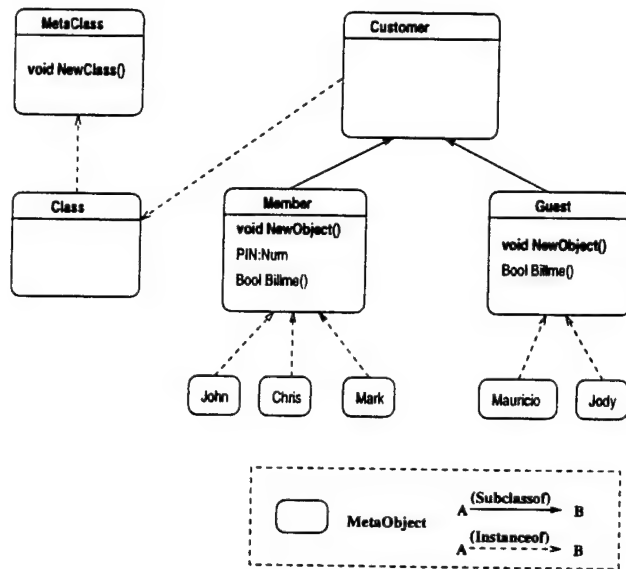 MetaClass
void NewClass()
Customer
Class
Member
void NewObject()
PIN:Num
Bool Billme()
Guest
void NewObject()
Bool Billme()
John
Chris
Mark
Mauricio
Jody
MetaObject
(Subclassof)
A B
(Instanceof)
A B